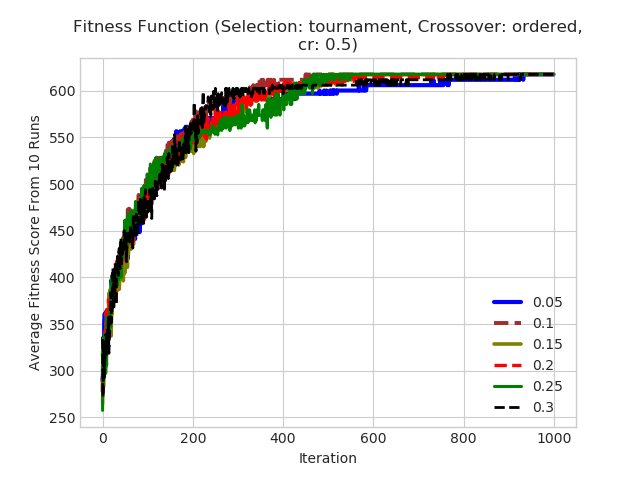 Fitness Function (Selection: tournament, Crossover: ordered,
cr: 0.5)
Average Fitness Score From 10 Runs
600
550
500
450
400
350
300
250
0.05
0.1
0.15
0.2
0.25
0.3
0 200 400 600 800 1000
Iteration